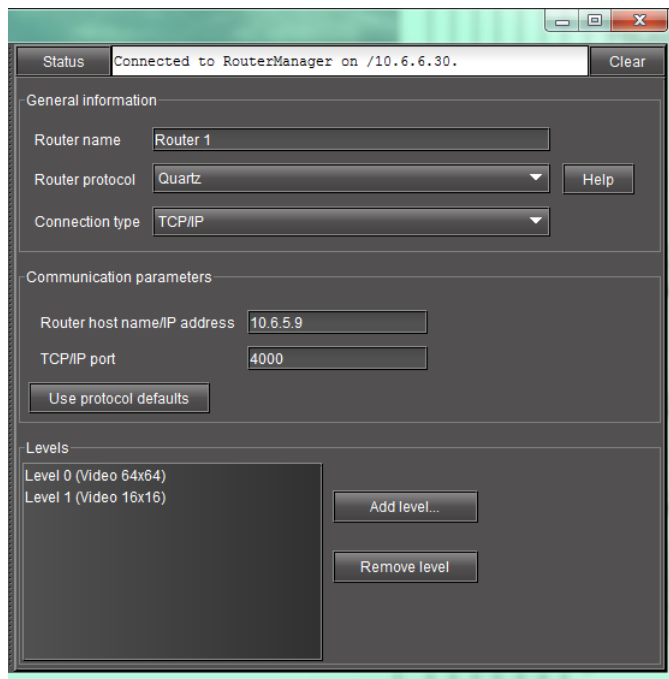 Status Connected to RouterManager on /10.6.6.30. Clear
General information
Router name Router 1
Router protocol Quartz Help
Connection type TCP/IP
Communication parameters
Router host name/IP address 10.6.5.9
TCP/IP port 4000
Use protocol defaults
Levels
Level 0 (Video 64x64)
Level 1 (Video 16x16)
Add level...
Remove level